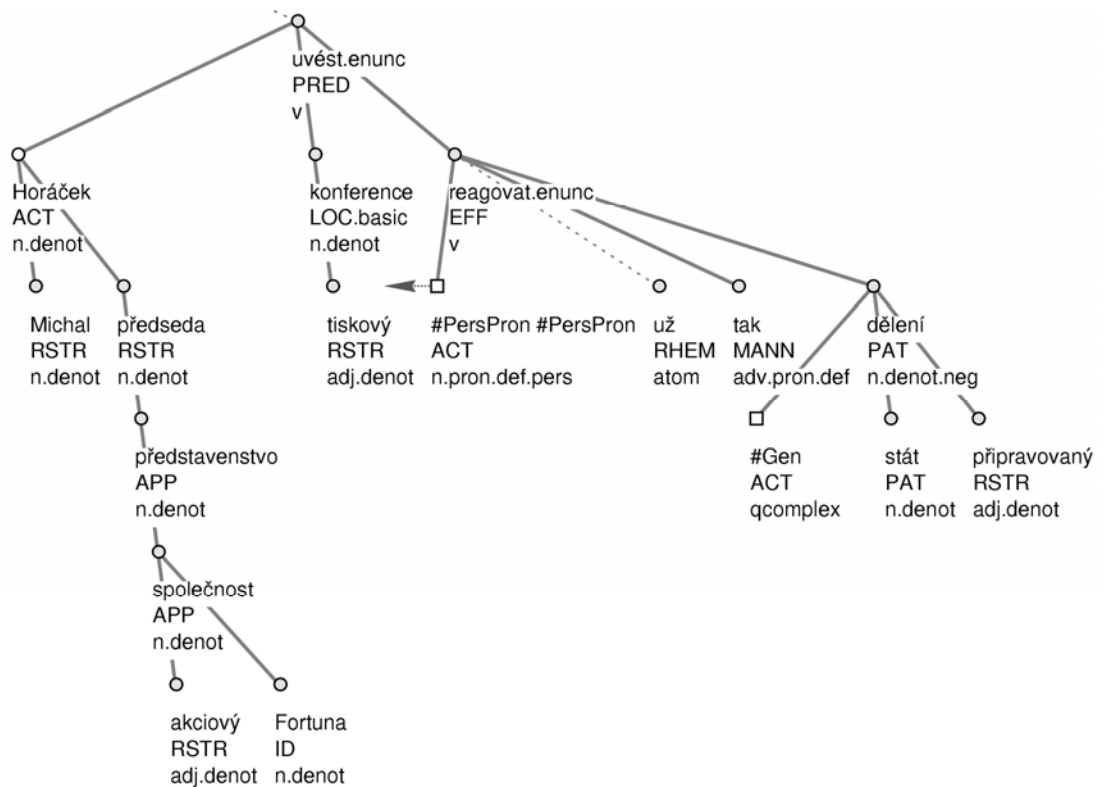 uvést.enunc
PRED
v
Horáček
ACT
n.denot
konference
LOC.basic
n.denot
reagovat.enunc
EFF
v
Michal
RSTR
n.denot
předseda
RSTR
n.denot
tiskový
RSTR
adj.denot
#PersPron #PersPron
ACT
n.pron.def.pers
už
RHEM
atom
tak
MANN
adv.pron.def
dělení
PAT
n.denot.neg
představenstvo
APP
n.denot
#Gen
ACT
qcomplex
stát
PAT
n.denot
připravovaný
RSTR
adj.denot
společnost
APP
n.denot
akciový
RSTR
adj.denot
Fortuna
ID
n.denot